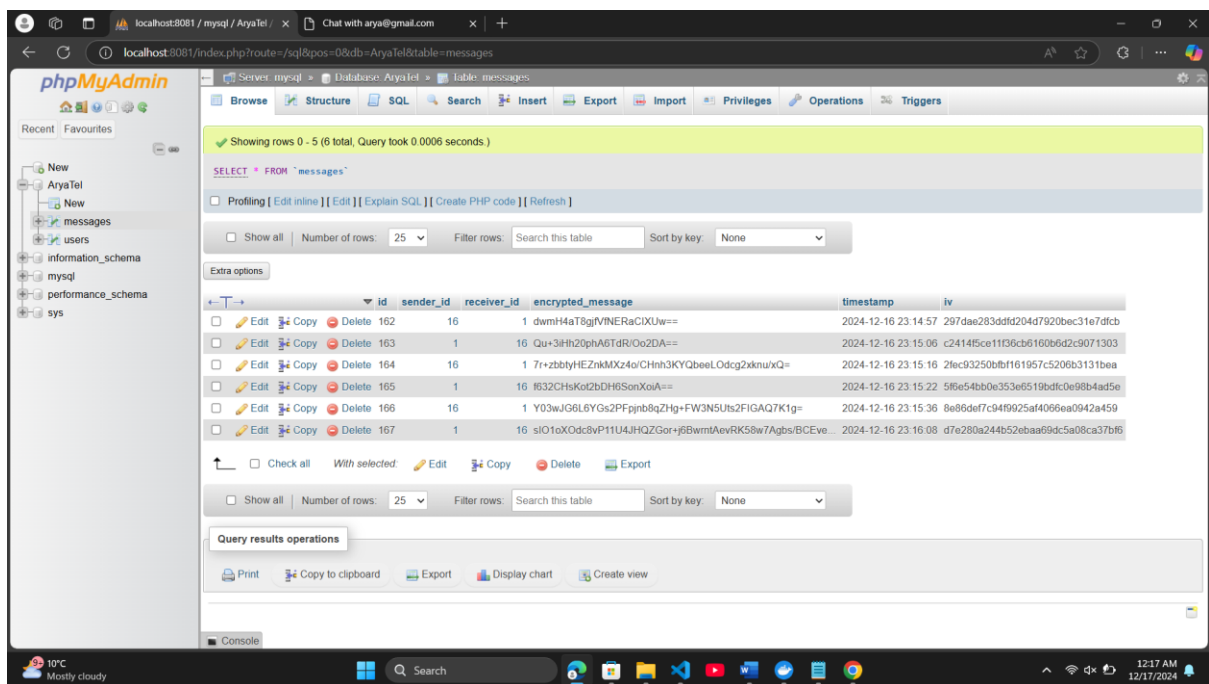 localhost:8081 / mysql / AryaTel /
Chat with arya@gmail.com
localhost:8081/index.php?route=/sql&pos=0&db=AryaTel&table=messages
phpMyAdmin
Recent Favourites
New
AryaTel
New
messages
users
information_schema
mysql
performance_schema
sys
Server: mysql » Database: AryaTel » Table: messages
Browse Structure SQL Search Insert Export Import Privileges Operations Triggers
Showing rows 0 - 5 (6 total, Query took 0.0006 seconds.)
SELECT * FROM `messages`
Profiling [ Edit inline ] [ Edit ] [ Explain SQL ] [ Create PHP code ] [ Refresh ]
Show all | Number of rows: 25 Filter rows: Search this table Sort by key: None
Extra options
←T→ id sender_id receiver_id encrypted_message timestamp iv
Edit Copy Delete 162 16 1 dwmH4aT8gjfVfNERaCIXUw== 2024-12-16 23:14:57 297dae283ddfd204d7920bec31e7dfcb
Edit Copy Delete 163 1 16 Qu+3iHh20phA6TdR/Oo2DA== 2024-12-16 23:15:06 c2414f5ce11f36cb6160b6d2c9071303
Edit Copy Delete 164 16 1 7r+zbbtyHEZnkMXz4o/CHnh3KYQbeeLOdcg2xknu/xQ= 2024-12-16 23:15:16 2fec93250bfbf161957c5206b3131bea
Edit Copy Delete 165 1 16 f632CHsKot2bDH6SonXoiA== 2024-12-16 23:15:22 5f6e54bb0e353e6519bdfc0e98b4ad5e
Edit Copy Delete 166 16 1 Y03wJG6L6YGs2PFpjnb8qZHg+FW3N5Uts2FIGAQ7K1g= 2024-12-16 23:15:36 8e86def7c94f9925af4066ea0942a459
Edit Copy Delete 167 1 16 sIO1oXOdc8vP11U4JHQZGor+j6BwrntAevRK58w7Agbs/BCEve... 2024-12-16 23:16:08 d7e280a244b52ebaa69dc5a08ca37bf6
Check all With selected: Edit Copy Delete Export
Show all | Number of rows: 25 Filter rows: Search this table Sort by key: None
Query results operations
Print Copy to clipboard Export Display chart Create view
Console
10°C
Mostly cloudy
Search
12:17 AM
12/17/2024